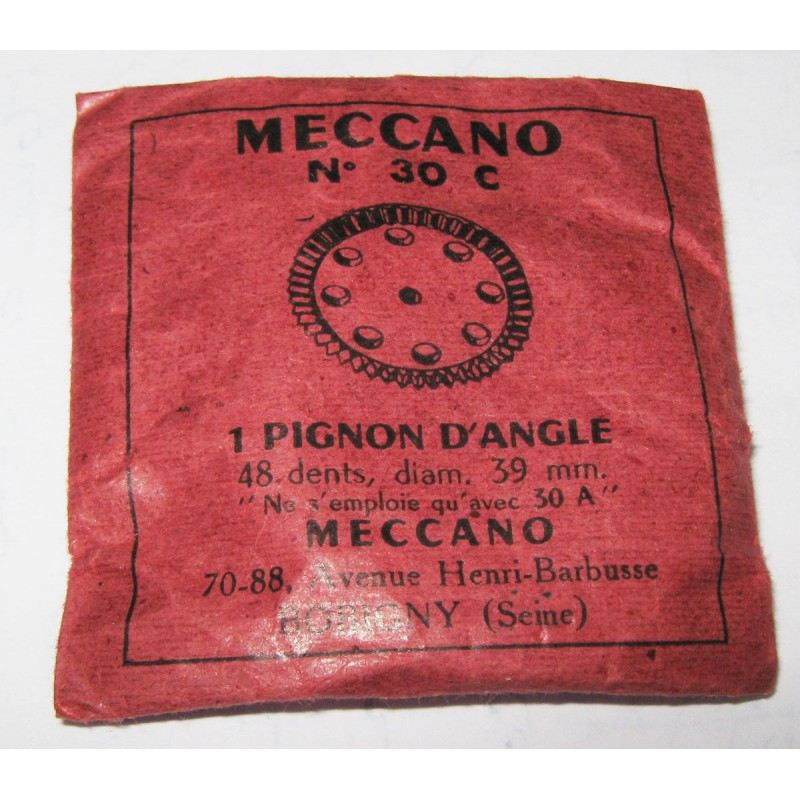 MECCANO
N° 30 C
1 PIGNON D'ANGLE
48 dents, diam. 39 mm.
"Ne s'emploie qu'avec 30 A"
MECCANO
70-88, Avenue Henri-Barbusse
BOBIGNY (Seine)